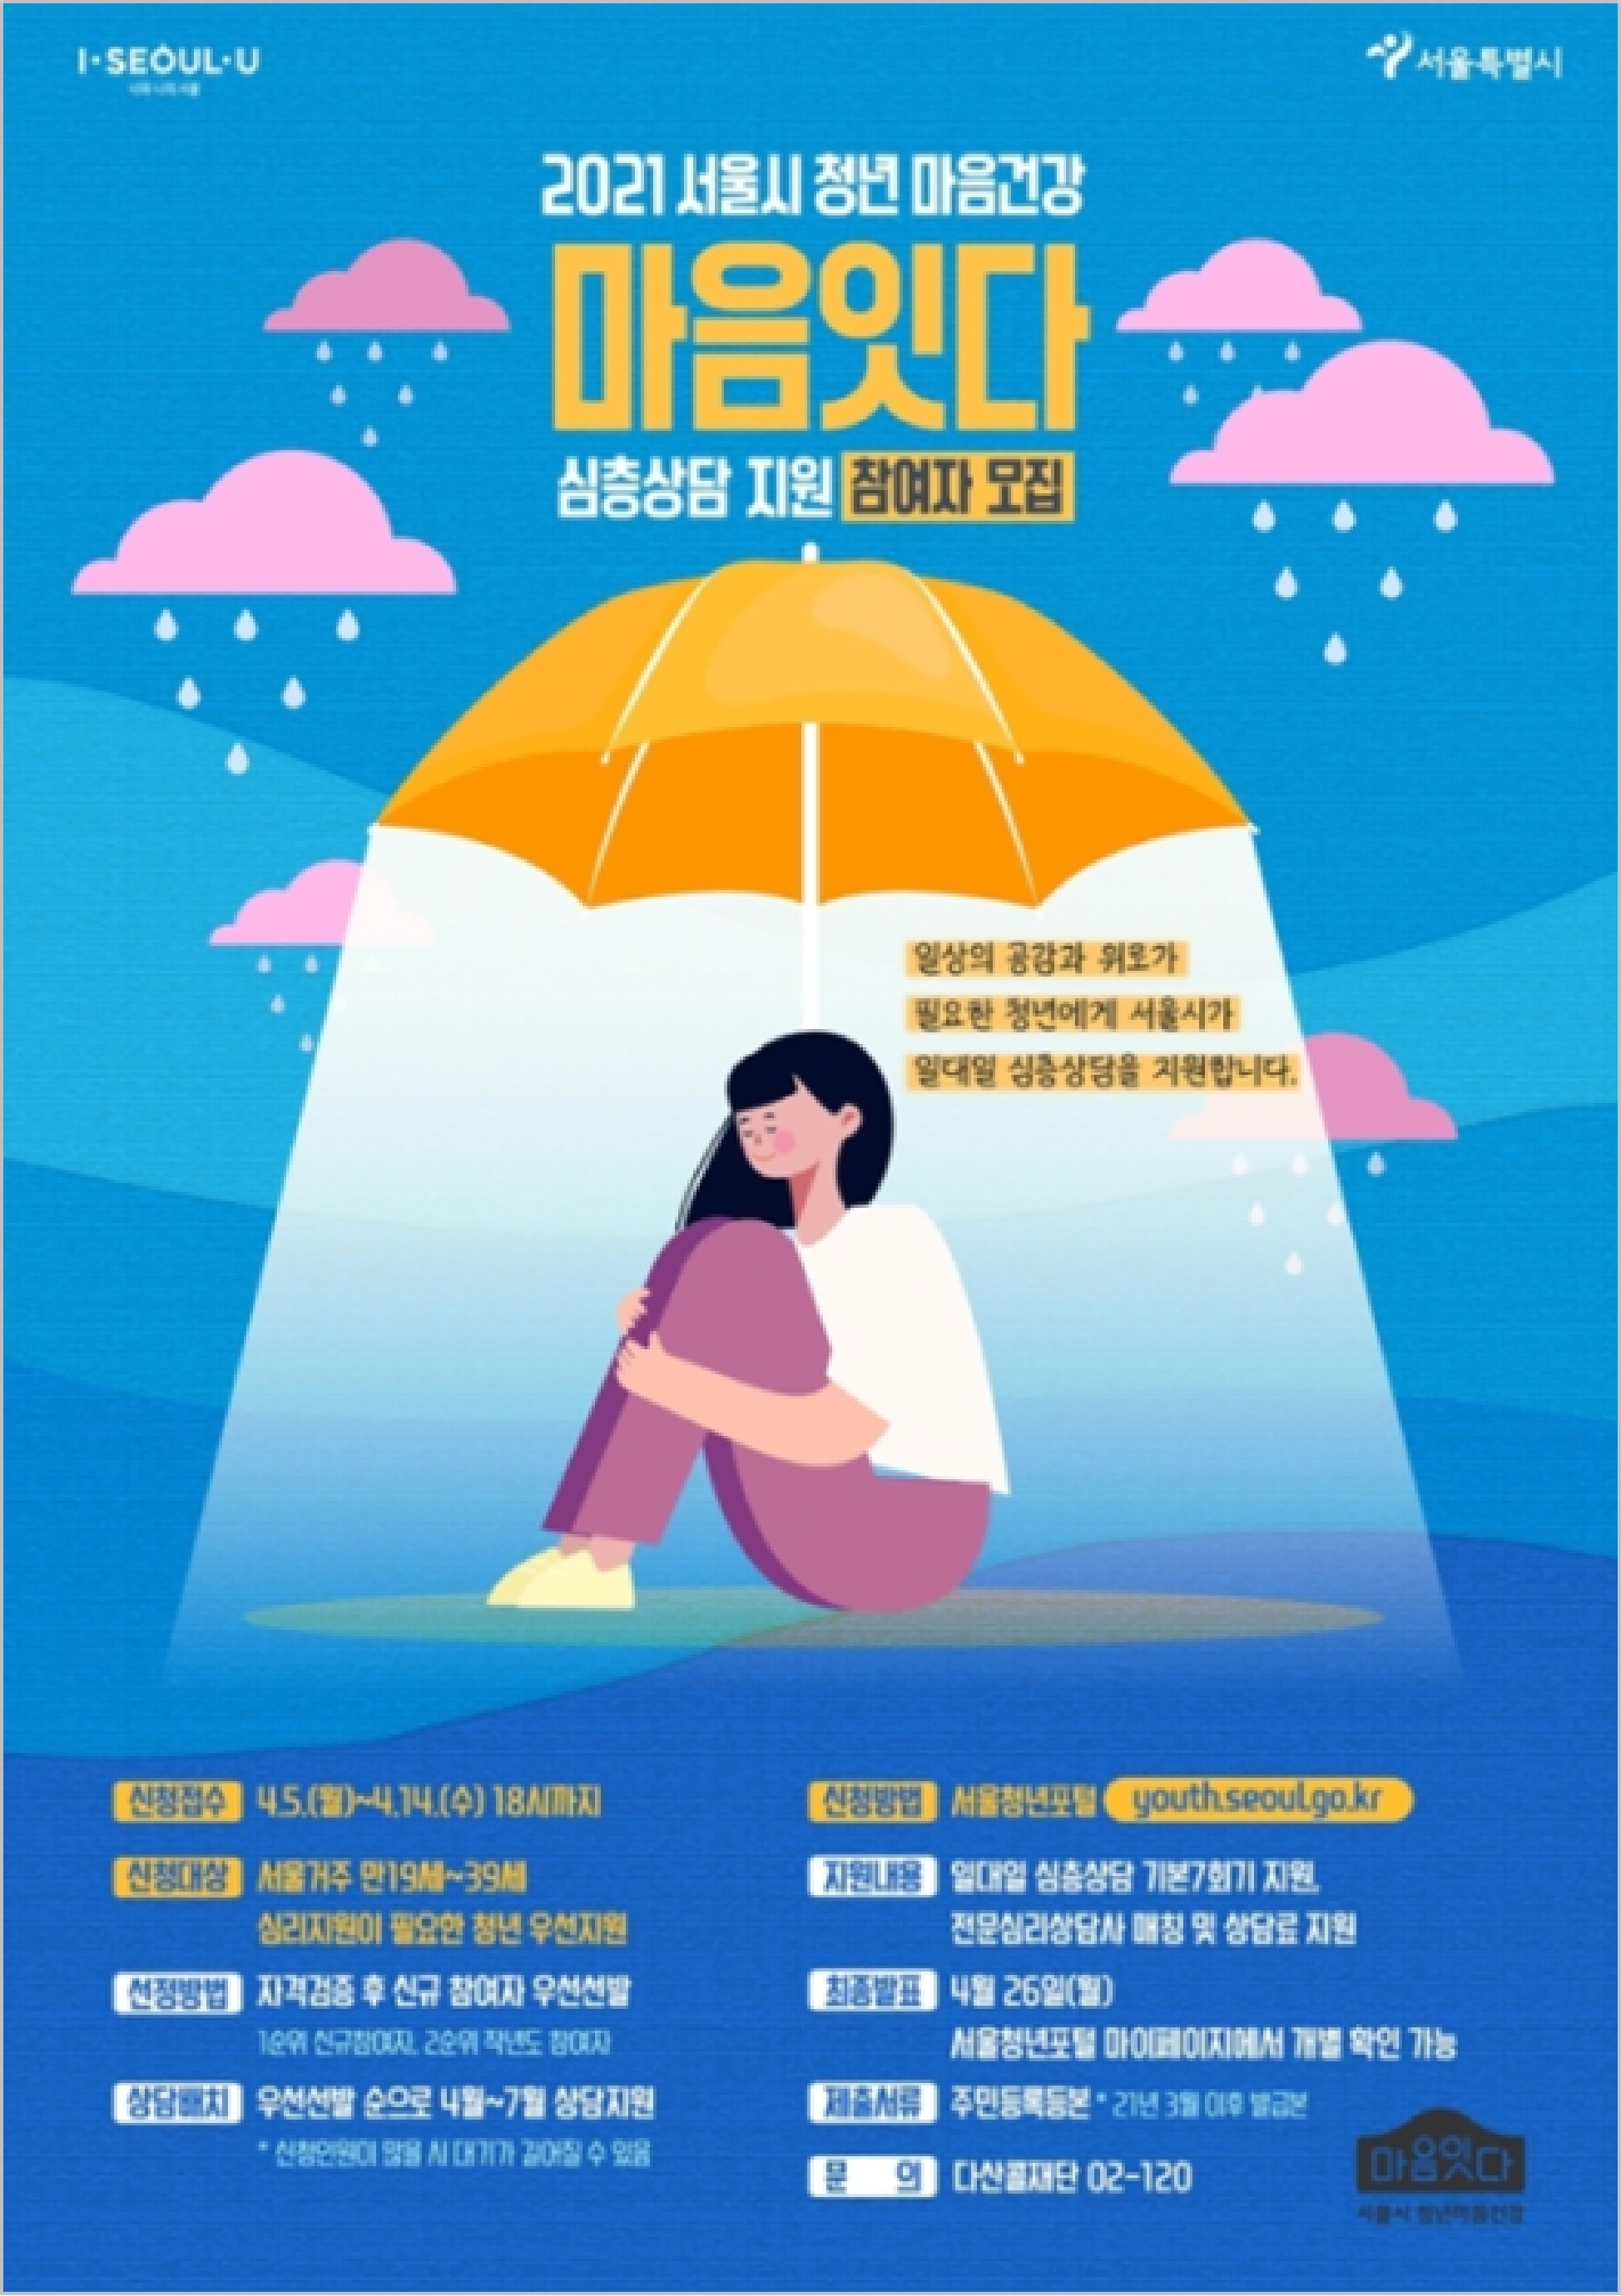 I·SEOUL·U
너와 나의 서울
서울특별시
2021 서울시 청년 마음건강
마음잇다
심층상담 지원 참여자 모집
일상의 공감과 위로가
필요한 청년에게 서울시가
일대일 심층상담을 지원합니다.
신청접수 4.5.(월)~4.14.(수) 18시까지
신청대상 서울거주 만19세~39세
심리지원이 필요한 청년 우선지원
선정방법 자격검증 후 신규 참여자 우선선발
1순위 신규참여자, 2순위 작년도 참여자
상담배치 우선선발 순으로 4월~7월 상담지원
* 신청인원이 많을 시 대기가 길어질 수 있음
신청방법 서울청년포털 youth.seoul.go.kr
지원내용 일대일 심층상담 기본7회기 지원,
전문심리상담사 매칭 및 상담료 지원
최종발표 4월 26일(월)
서울청년포털 마이페이지에서 개별 확인 가능
제출서류 주민등록등본 * 21년 3월 이후 발급본
문 의 다산콜재단 02-120
마음잇다
서울시 청년마음건강